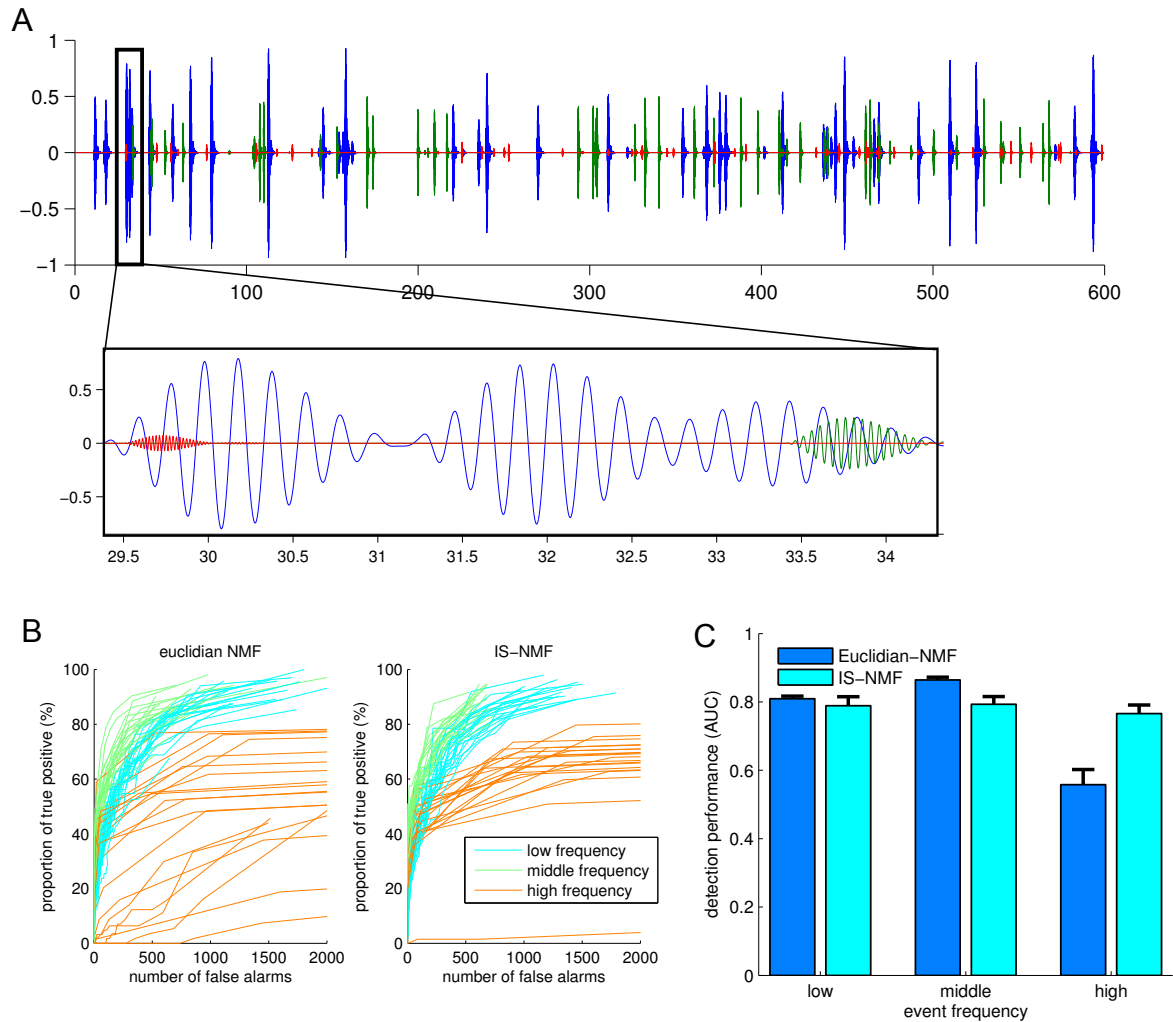 A
1
0.5
0
−0.5
−1
0 100 200 300 400 500 600
0.5
0
−0.5
29.5 30 30.5 31 31.5 32 32.5 33 33.5 34
B
euclidian NMF
IS−NMF
proportion of true positive (%)
100
80
60
40
20
0
0 500 1000 1500 2000
number of false alarms
proportion of true positive (%)
100
80
60
40
20
0
0 500 1000 1500 2000
number of false alarms
low frequency
middle frequency
high frequency
C
detection performance (AUC)
1
0.8
0.6
0.4
0.2
0
Euclidian−NMF
IS−NMF
low middle high
event frequency